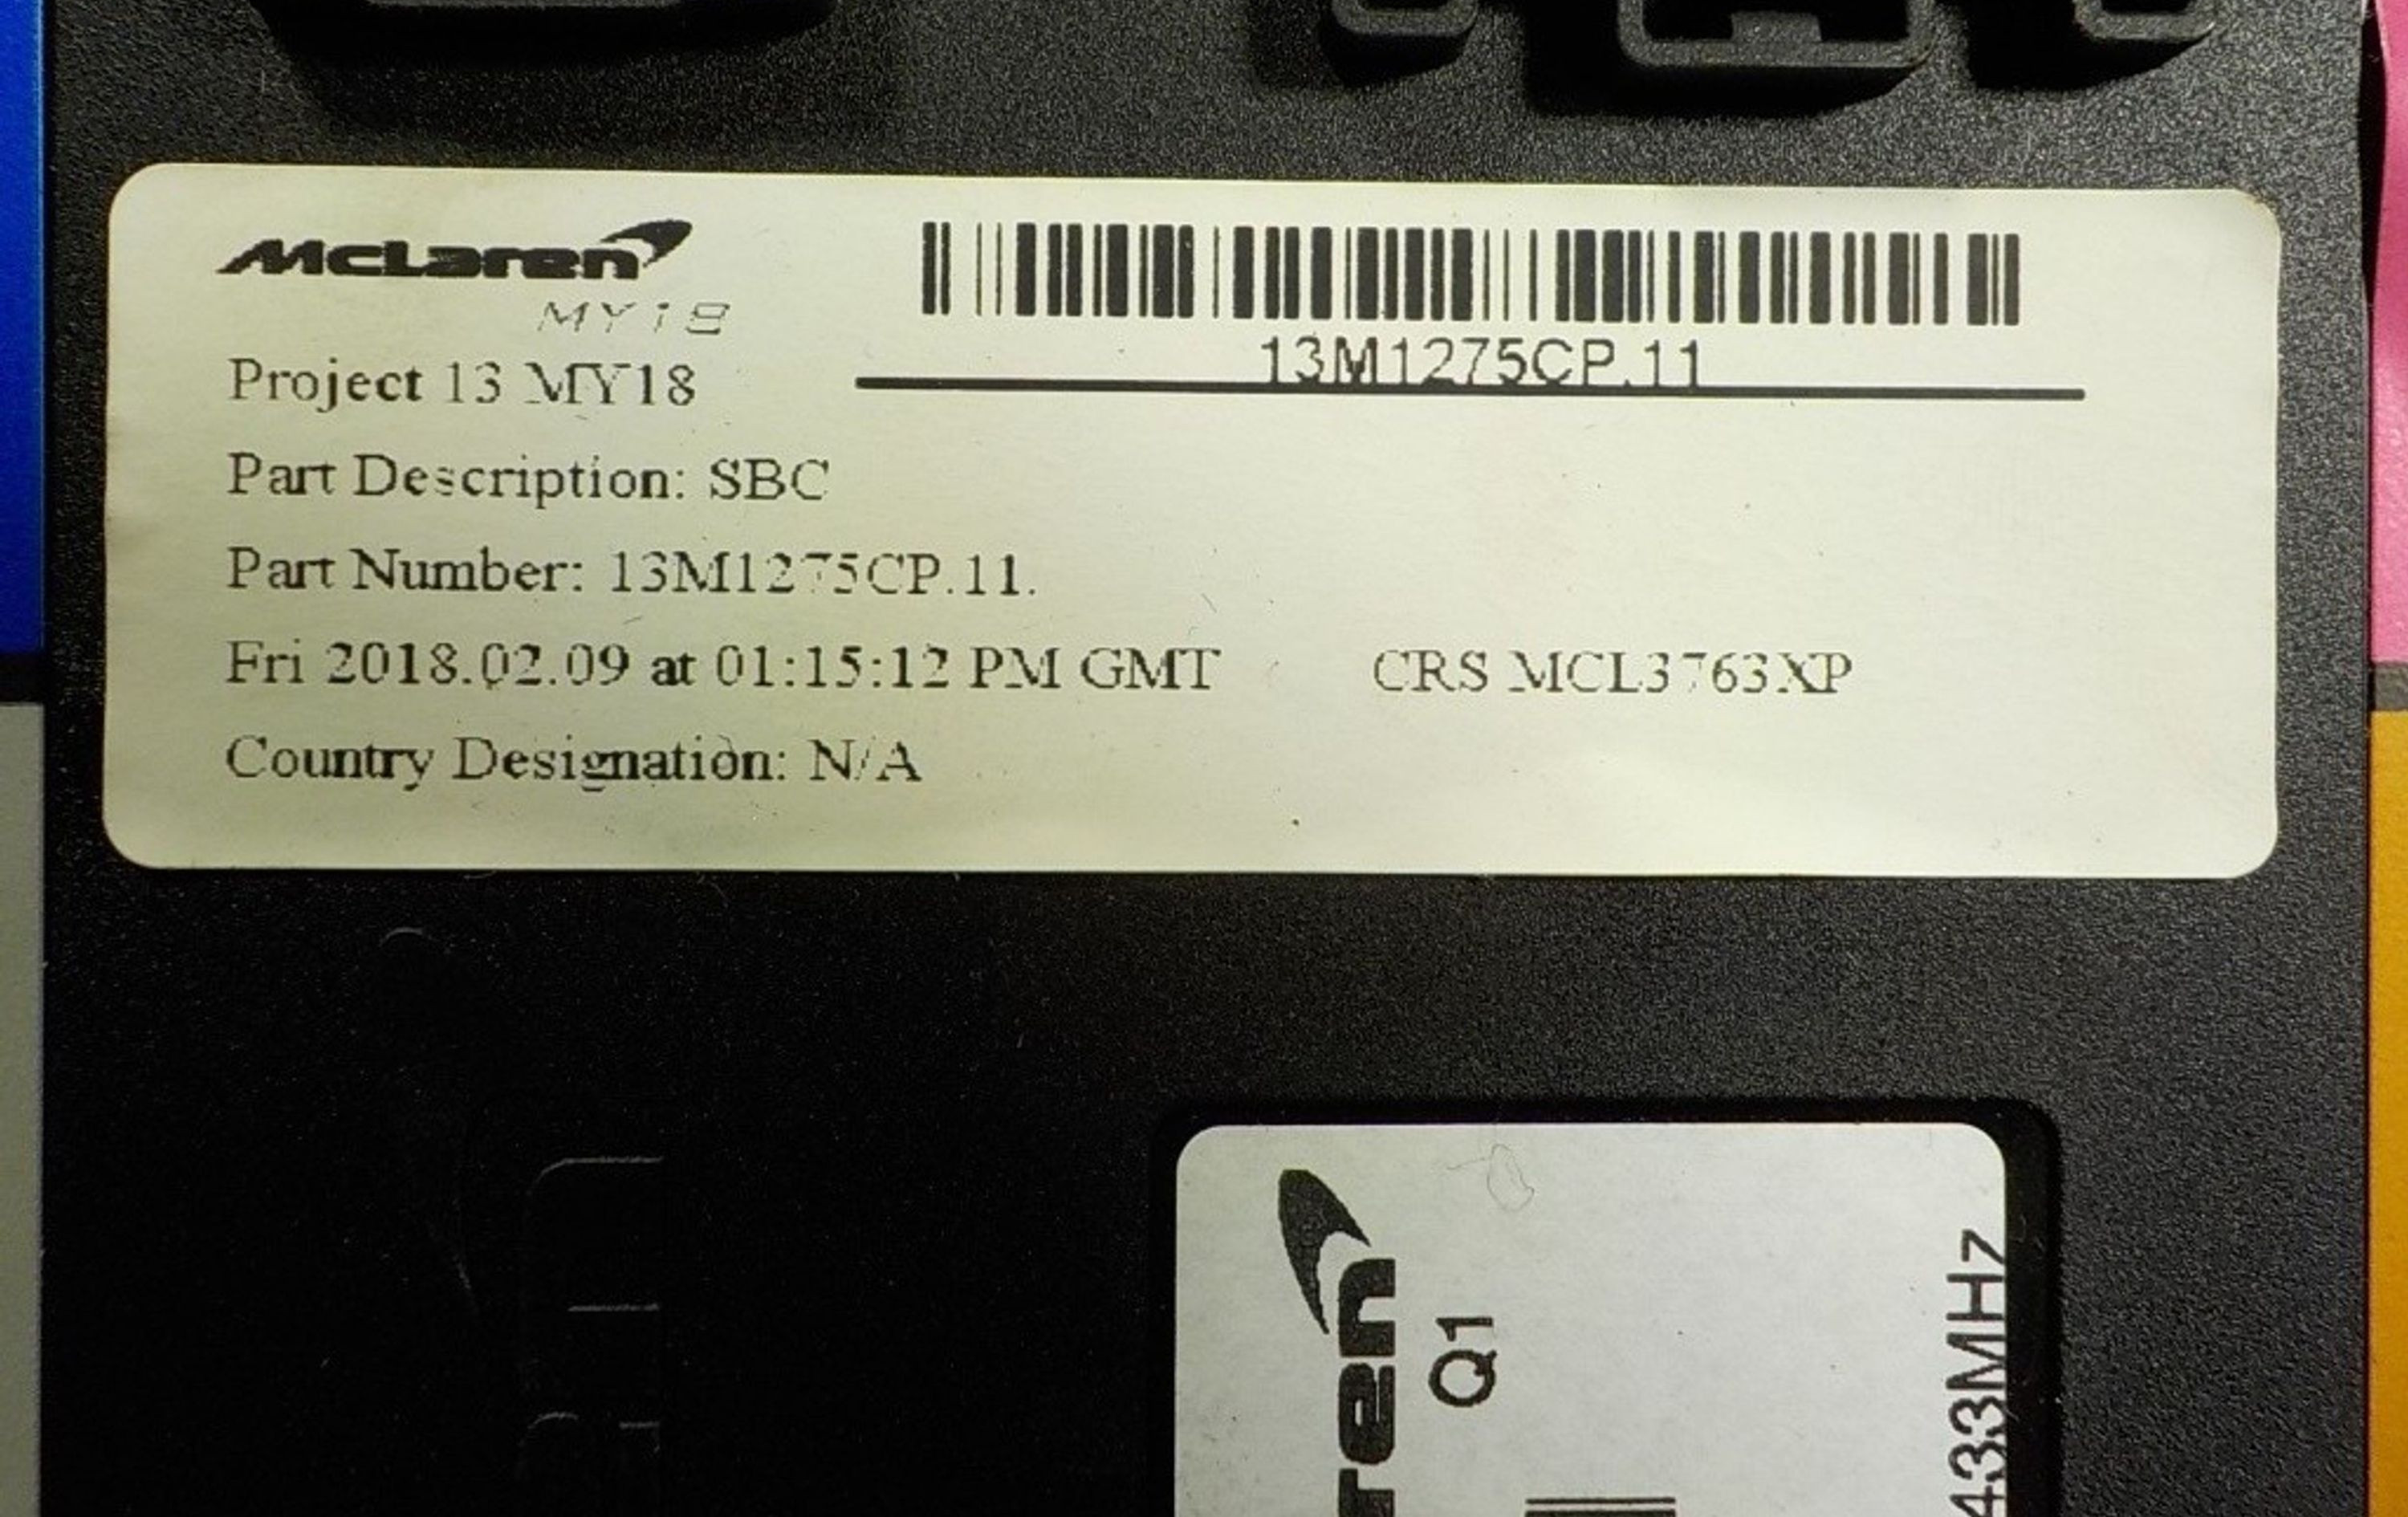 McLaren
MY18
13M1275CP.11
Project 13 MY18
Part Description: SBC
Part Number: 13M1275CP.11.
Fri 2018.02.09 at 01:15:12 PM GMT CRS MCL3763XP
Country Designation: N/A
ren
Q1
433MHz